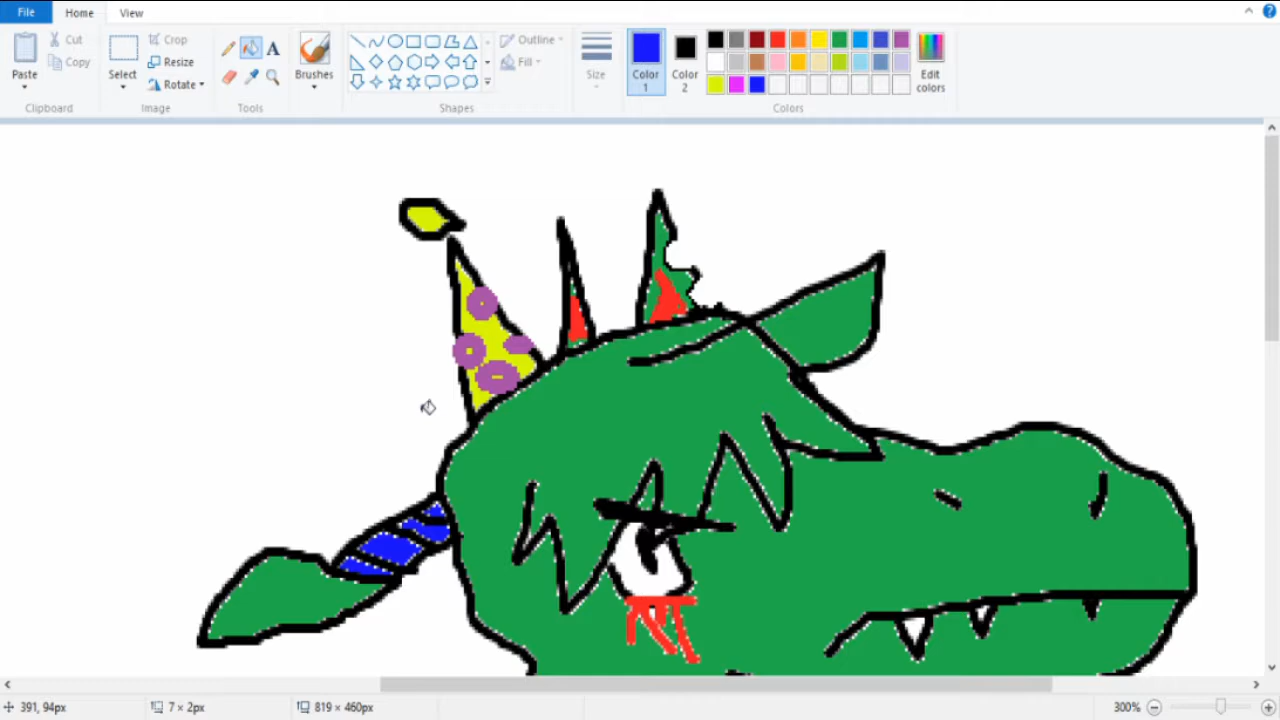 File Home View
Paste
Cut
Copy
Clipboard
Select
Crop
Resize
Rotate
Image
A
Tools
Brushes
Shapes
Outline
Fill
Size
Color
1
Color
2
Edit
colors
Colors
391, 94px 7 × 2px 819 × 460px 300%